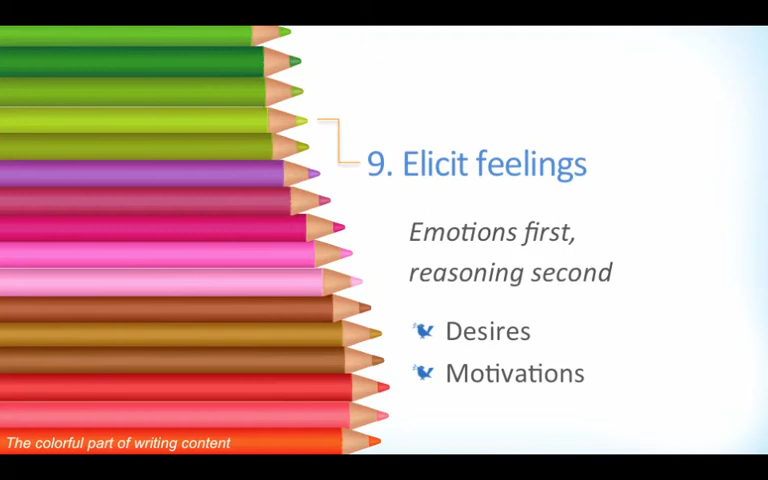 9. Elicit feelings
Emotions first,
reasoning second
Desires
Motivations
The colorful part of writing content